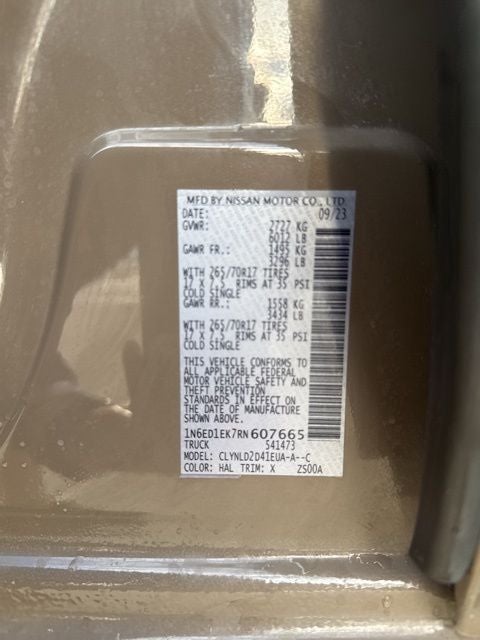 MFD BY NISSAN MOTOR CO., LTD.
DATE: 09/23
GVWR: 2727 KG
6012 LB
GAWR FR.: 1495 KG
3296 LB
WITH 265/70R17 TIRES
17 X 7.5 RIMS AT 35 PSI
COLD SINGLE
GAWR RR.: 1558 KG
3434 LB
WITH 265/70R17 TIRES
17 X 7.5 RIMS AT 35 PSI
COLD SINGLE
THIS VEHICLE CONFORMS TO
ALL APPLICABLE FEDERAL
MOTOR VEHICLE SAFETY AND
THEFT PREVENTION
STANDARDS IN EFFECT ON
THE DATE OF MANUFACTURE
SHOWN ABOVE.
1N6ED1EK7RN607665
TRUCK 541473
MODEL: CLYNLD2D41EUA-A--C
COLOR: HAL TRIM: X ZS00A